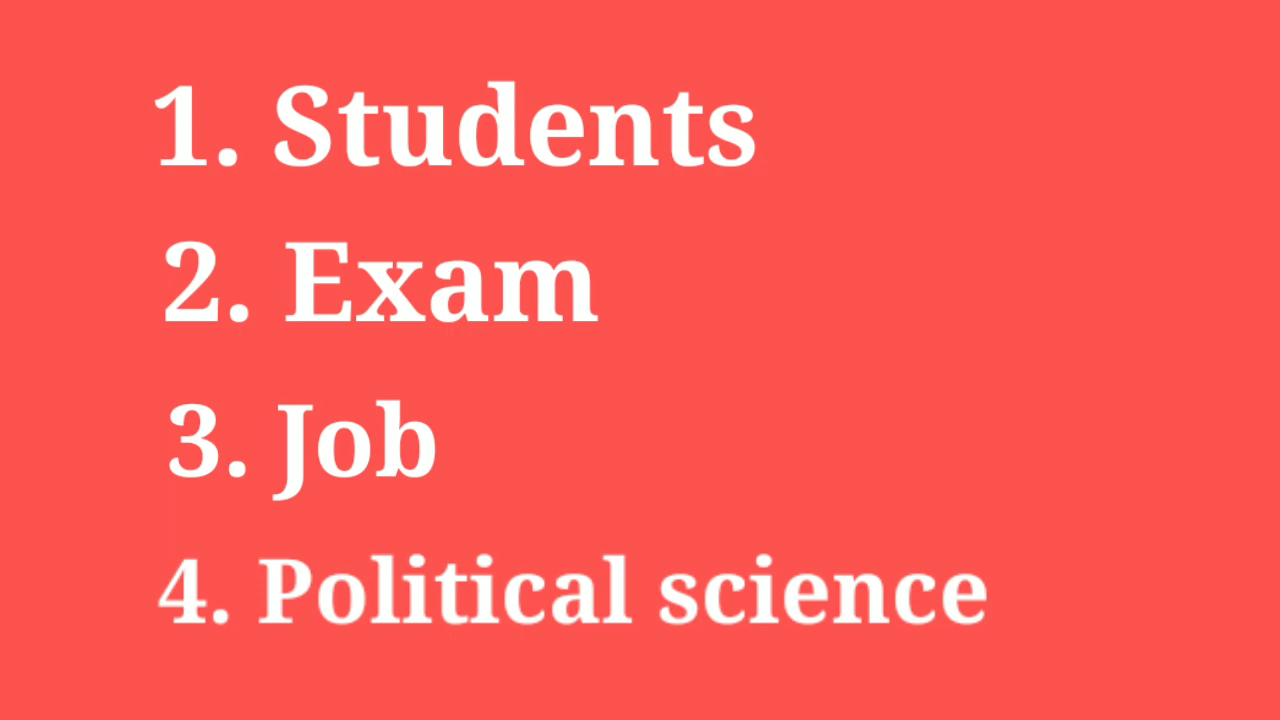 1. Students
2. Exam
3. Job
4. Political science